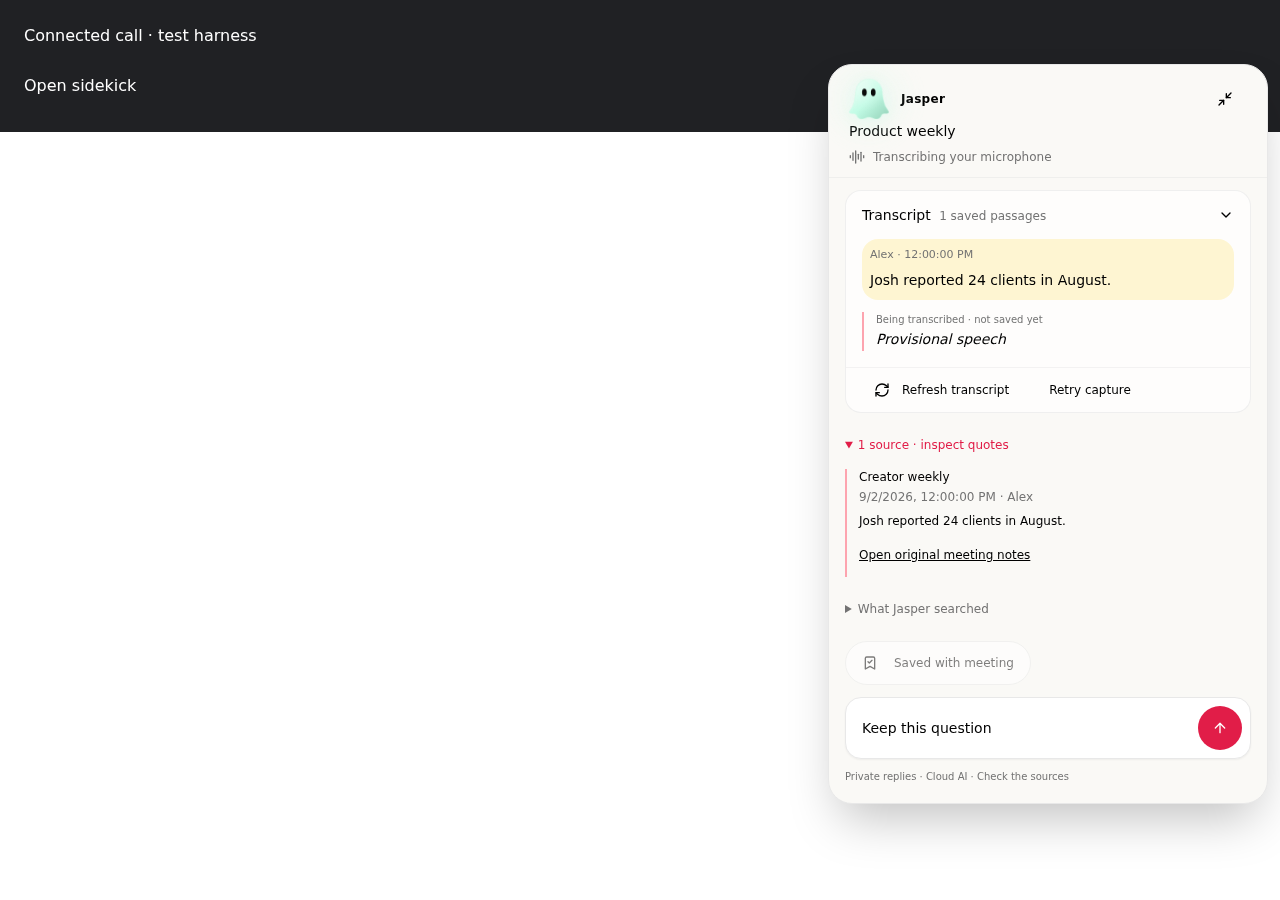 Connected call · test harness
Open sidekick
Jasper
Product weekly
Transcribing your microphone
Transcript 1 saved passages
Alex · 12:00:00 PM
Josh reported 24 clients in August.
Being transcribed · not saved yet
Provisional speech
Refresh transcript Retry capture
1 source · inspect quotes
Creator weekly
9/2/2026, 12:00:00 PM · Alex
Josh reported 24 clients in August.
Open original meeting notes
What Jasper searched
Saved with meeting
Keep this question
Private replies · Cloud AI · Check the sources